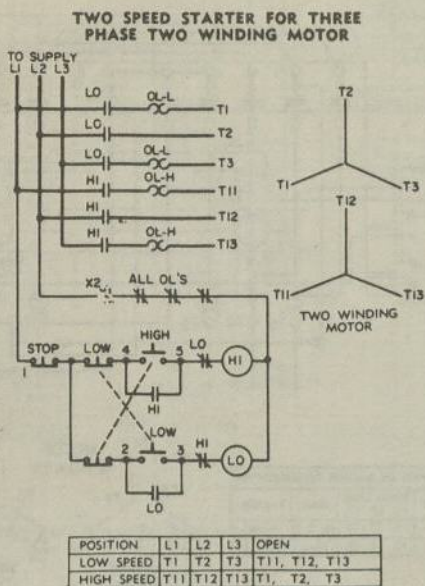 TWO SPEED STARTER FOR THREE
PHASE TWO WINDING MOTOR
TO SUPPLY
L1 L2 L3
LO OL-L T1
LO T2
LO OL-L T3
HI OL-H T11
HI T12
HI OL-H T13
T2
T1 T3
T12
T11 T13
TWO WINDING
MOTOR
X2 ALL OL'S
STOP LOW 4 HIGH 5 LO HI
1
HI
LOW
2 3 HI LO
LO
POSITION L1 L2 L3 OPEN
LOW SPEED T1 T2 T3 T11, T12, T13
HIGH SPEED T11 T12 T13 T1, T2, T3